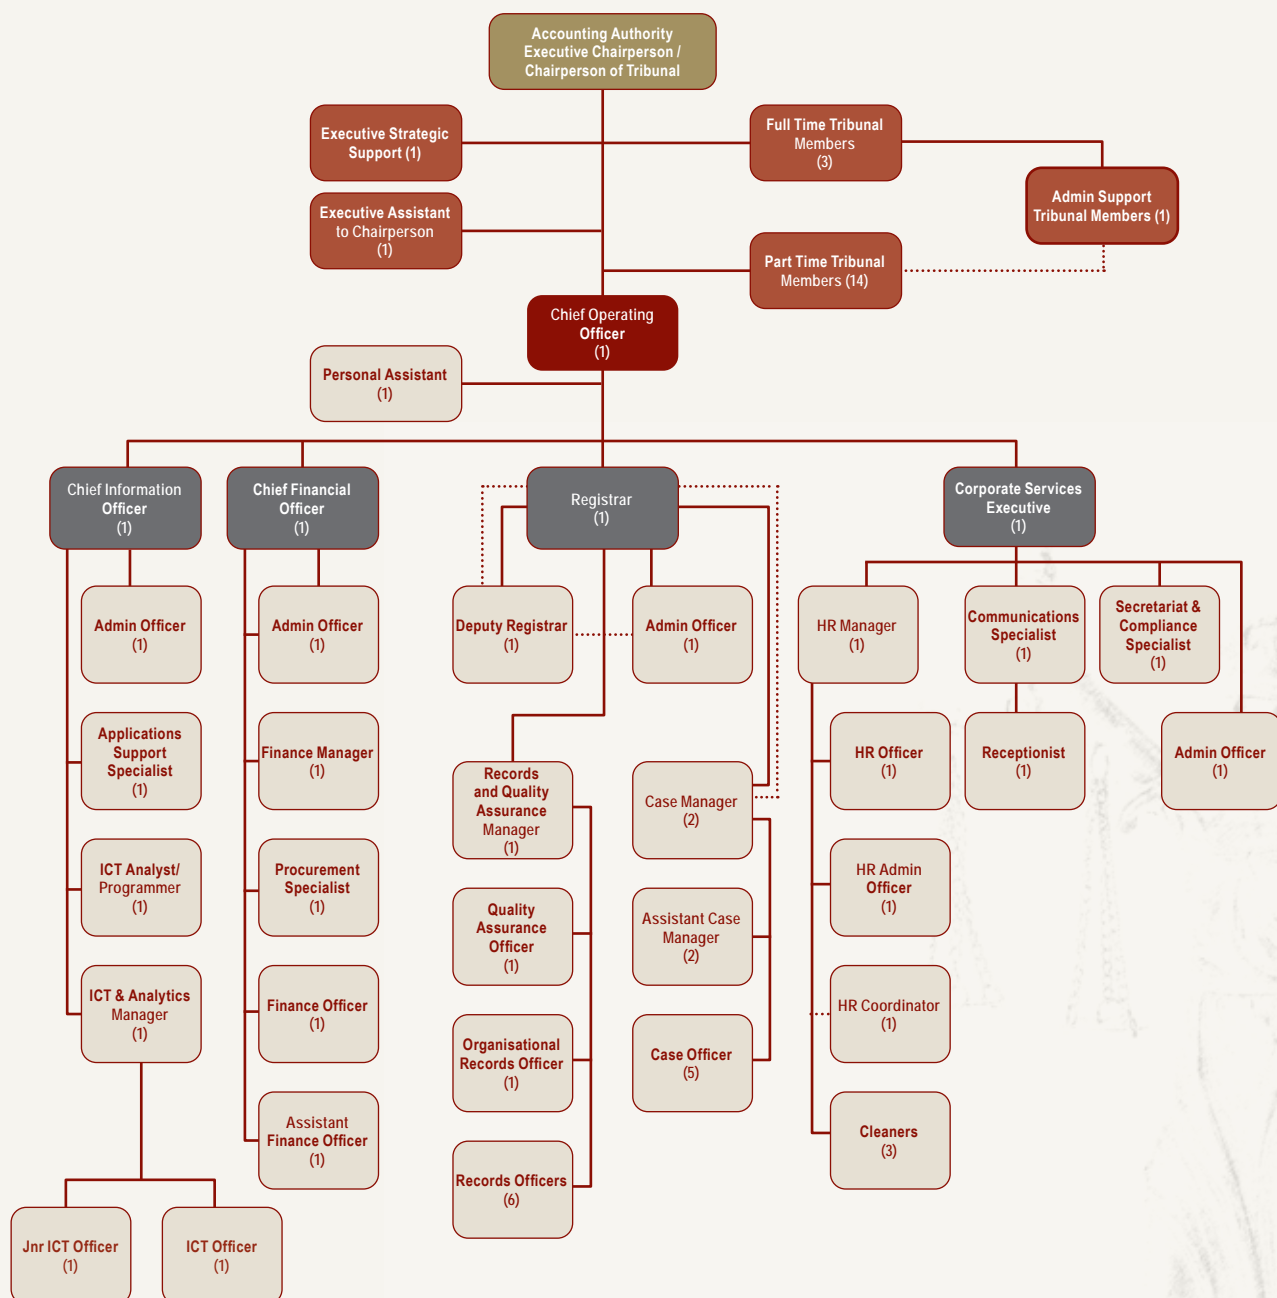 Accounting Authority
Executive Chairperson /
Chairperson of Tribunal
Executive Strategic
Support (1)
Full Time Tribunal
Members
(3)
Admin Support
Tribunal Members (1)
Executive Assistant
to Chairperson
(1)
Part Time Tribunal
Members (14)
Chief Operating
Officer
(1)
Personal Assistant
(1)
Chief Information
Officer
(1)
Chief Financial
Officer
(1)
Registrar
(1)
Corporate Services
Executive
(1)
Admin Officer
(1)
Admin Officer
(1)
Deputy Registrar
(1)
Admin Officer
(1)
HR Manager
(1)
Communications
Specialist
(1)
Secretariat &
Compliance
Specialist
(1)
Applications
Support
Specialist
(1)
Finance Manager
(1)
Records
and Quality
Assurance
Manager
(1)
Case Manager
(2)
HR Officer
(1)
Receptionist
(1)
Admin Officer
(1)
ICT Analyst/
Programmer
(1)
Procurement
Specialist
(1)
Quality
Assurance
Officer
(1)
Assistant Case
Manager
(2)
HR Admin
Officer
(1)
ICT & Analytics
Manager
(1)
Finance Officer
(1)
Organisational
Records Officer
(1)
Case Officer
(5)
HR Coordinator
(1)
Assistant
Finance Officer
(1)
Records Officers
(6)
Cleaners
(3)
Jnr ICT Officer
(1)
ICT Officer
(1)